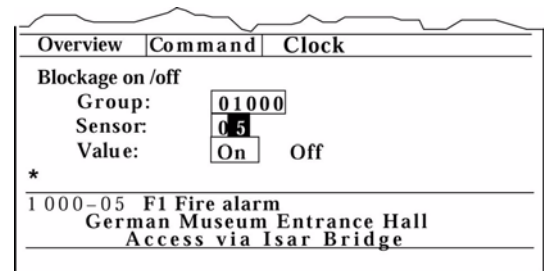 Overview Command Clock
Blockage on /off
Group: 01000
Sensor: 05
Value: On Off
*
1000–05 F1 Fire alarm
German Museum Entrance Hall
Access via Isar Bridge